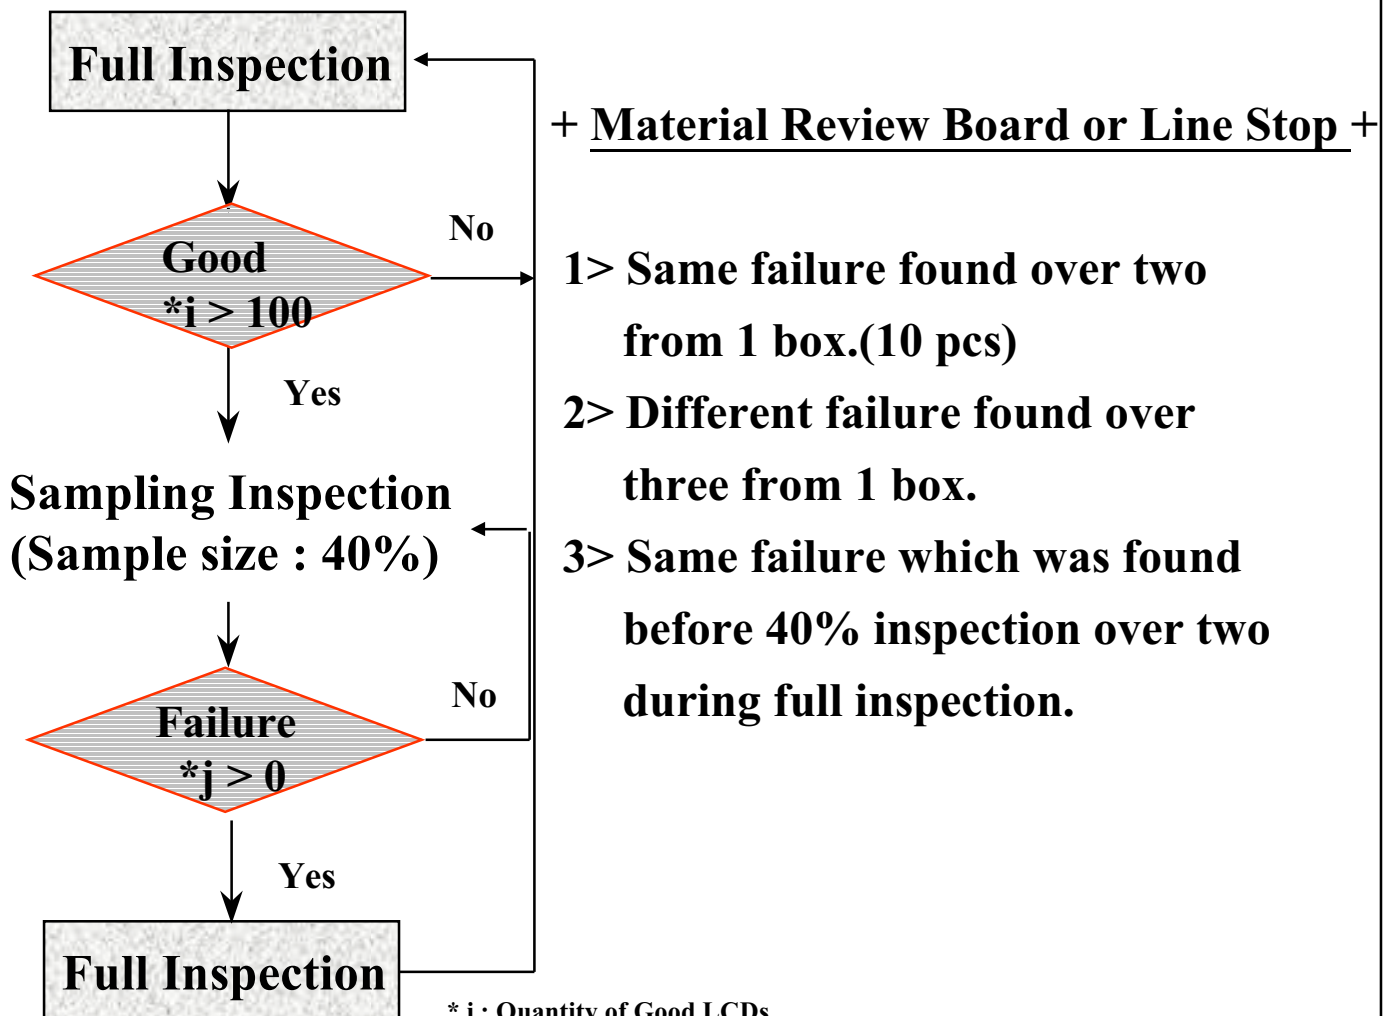 Full Inspection
+ Material Review Board or Line Stop +
No
Good
*i > 100
Yes
1> Same failure found over two
from 1 box.(10 pcs)
2> Different failure found over
three from 1 box.
3> Same failure which was found
before 40% inspection over two
during full inspection.
Sampling Inspection
(Sample size : 40%)
No
Failure
*j > 0
Yes
Full Inspection
* i : Quantity of Good LCDs